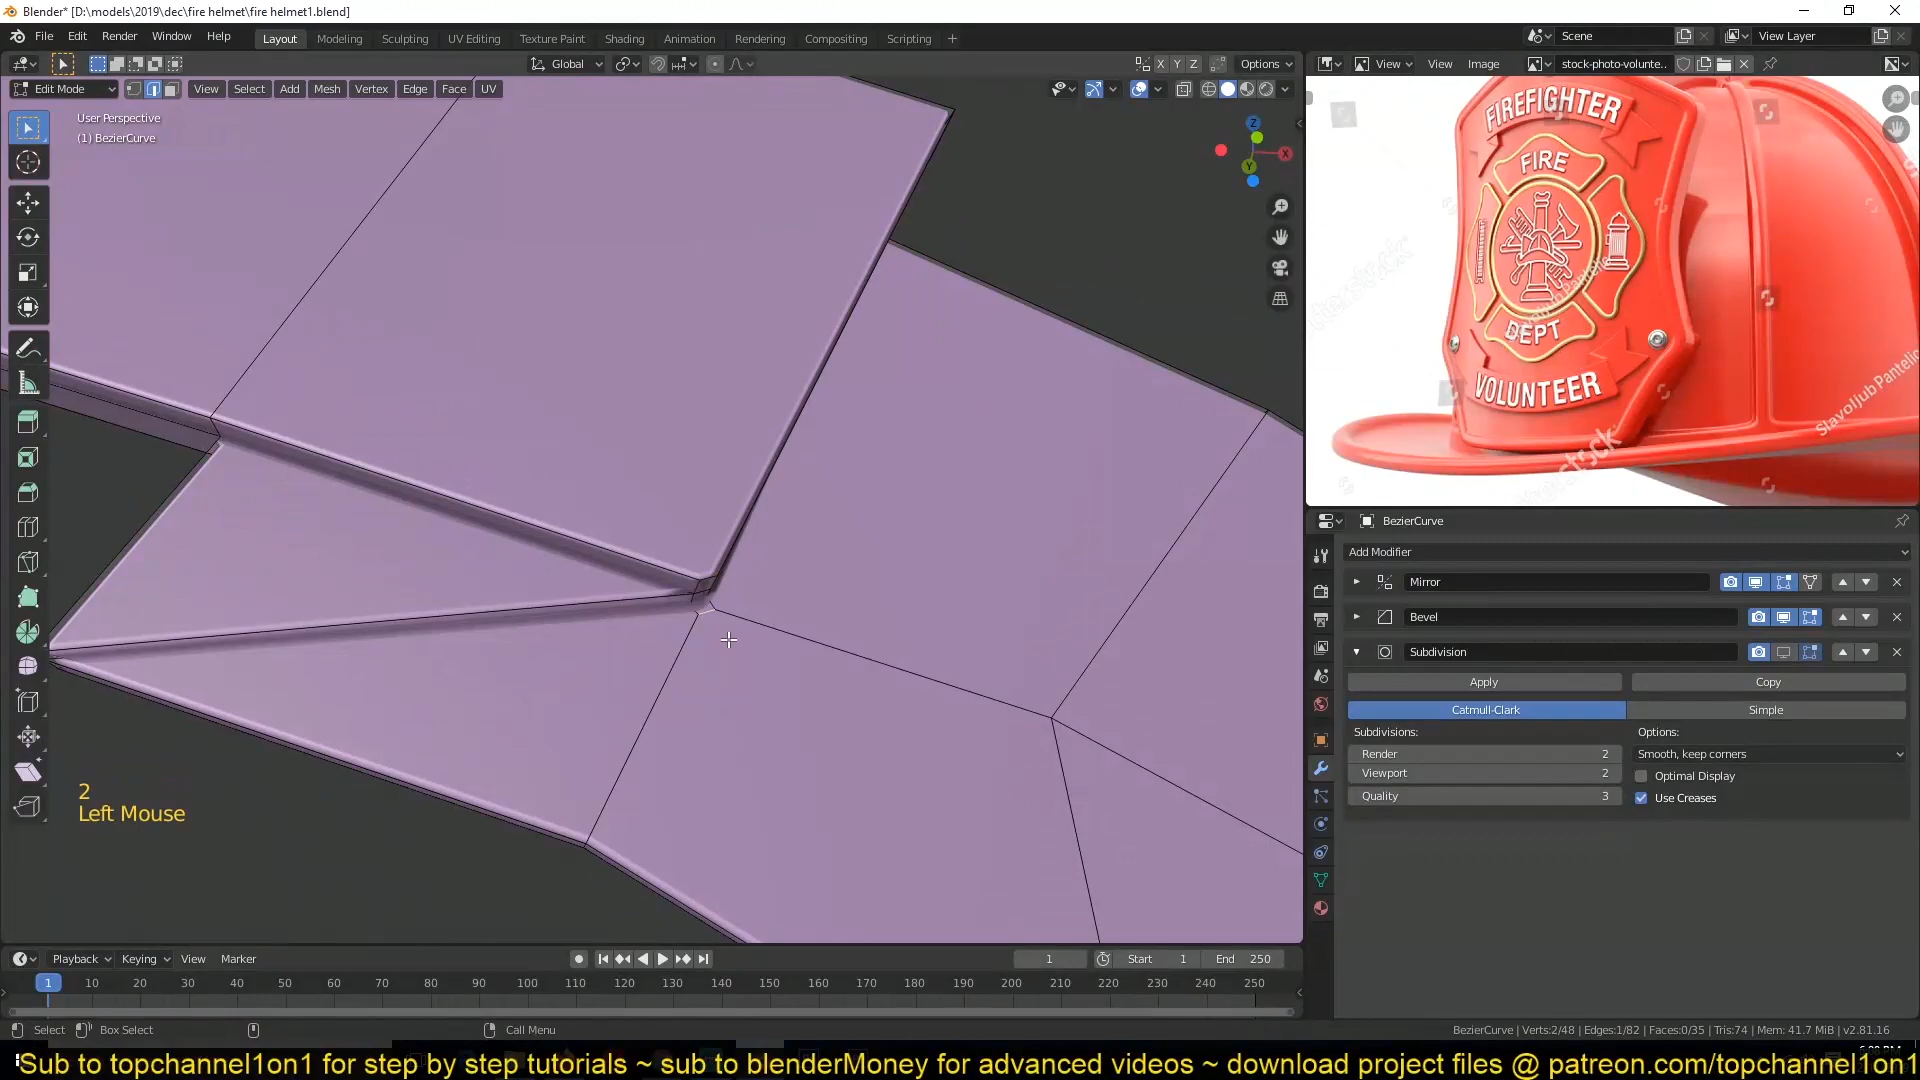 Blender* [D:\models\2019\dec\fire helmet\fire helmet1.blend]
File Edit Render Window Help
Layout Modeling Sculpting UV Editing Texture Paint Shading Animation Rendering Compositing Scripting
Scene
View Layer
Global
X Y Z
Options
View
View Image
stock-photo-volunte..
Edit Mode
View Select Add Mesh Vertex Edge Face UV
User Perspective
(1) BezierCurve
Z
X
Y
FIREFIGHTER
FIRE
DEPT
VOLUNTEER
Slavoljub Pantelic
BezierCurve
Add Modifier
Mirror
Bevel
Subdivision
Apply
Copy
Catmull-Clark
Simple
Subdivisions:
Options:
Render 2
Smooth, keep corners
Viewport 2
Optimal Display
Quality 3
Use Creases
2
Left Mouse
Playback Keying View Marker
1
Start 1
End 250
1 10 20 30 40 50 60 70 80 90 100 110 120 130 140 150 160 170 180 190 200 210 220 230 240 250
Select Box Select Call Menu
BezierCurve | Verts:2/48 | Edges:1/82 | Faces:0/35 | Tris:74 | Mem: 41.7 MiB | v2.81.16
Sub to topchannel1on1 for step by step tutorials ~ sub to blenderMoney for advanced videos ~ download project files @ patreon.com/topchannel1on1